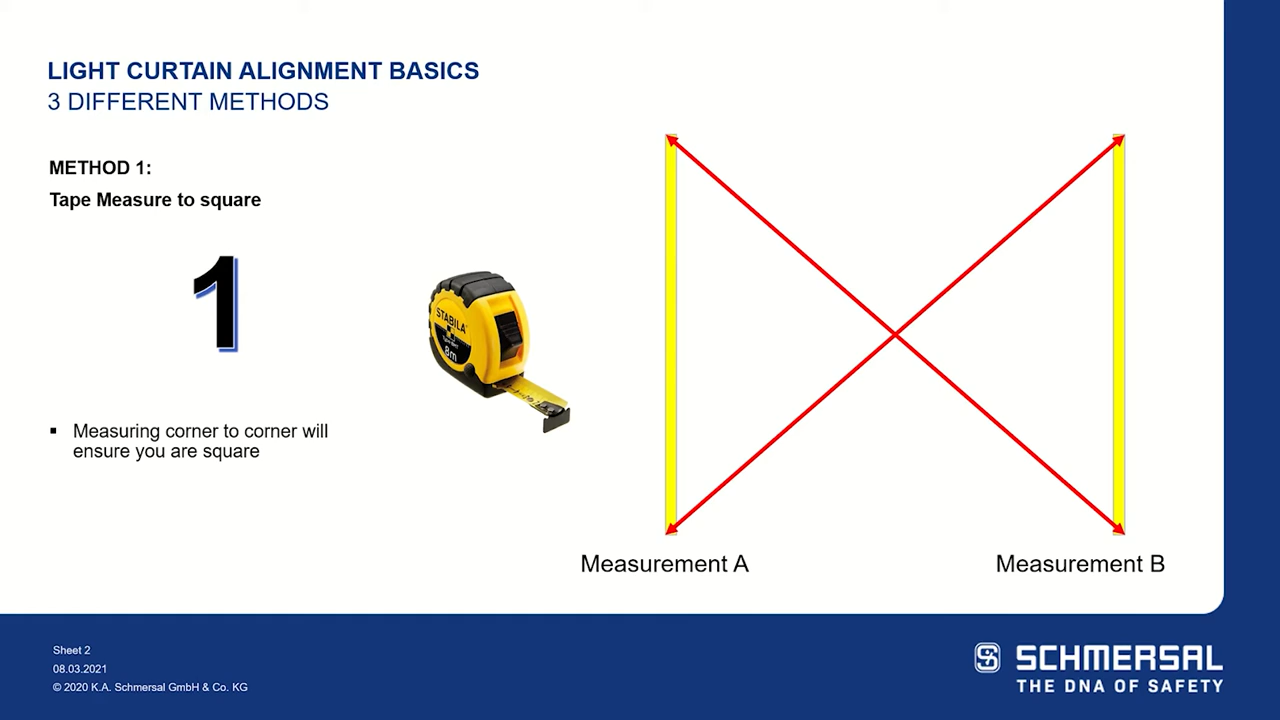 LIGHT CURTAIN ALIGNMENT BASICS
3 DIFFERENT METHODS
METHOD 1:
Tape Measure to square
1
STABILA
8m
▪ Measuring corner to corner will
ensure you are square
Measurement A
Measurement B
Sheet 2
08.03.2021
© 2020 K.A. Schmersal GmbH & Co. KG
SCHMERSAL
THE DNA OF SAFETY